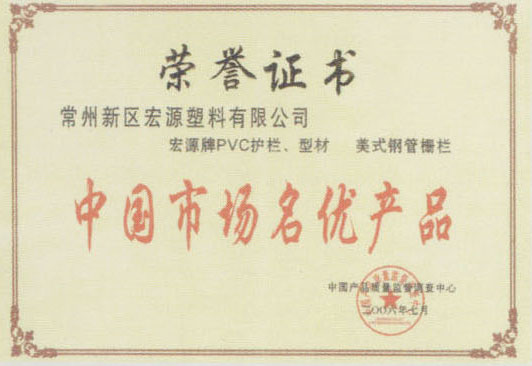 荣誉证书
常州新区宏源塑料有限公司
宏源牌PVC护栏、型材 美式钢管栅栏
中国市场名优产品
中国产品质量监督调查中心
二〇〇六年七月